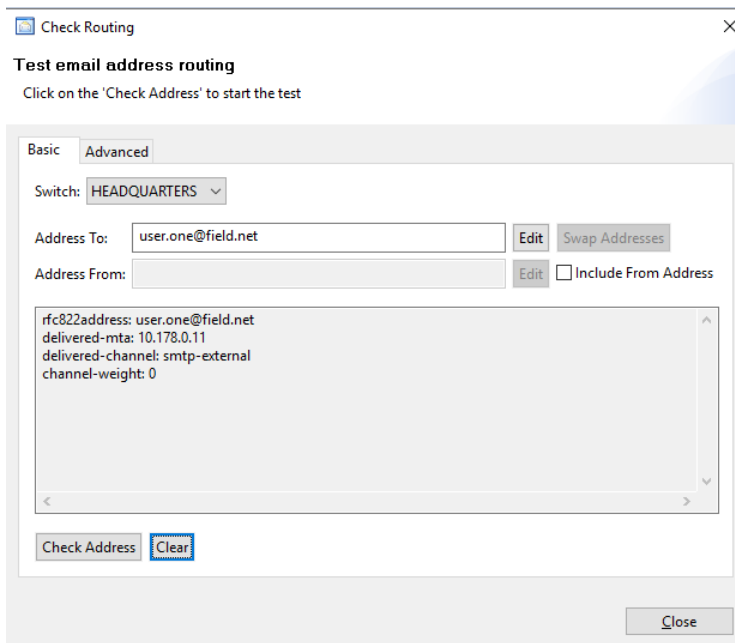 Check Routing
Test email address routing
Click on the 'Check Address' to start the test
Basic Advanced
Switch: HEADQUARTERS
Address To: user.one@field.net Edit Swap Addresses
Address From: Edit Include From Address
rfc822address: user.one@field.net
delivered-mta: 10.178.0.11
delivered-channel: smtp-external
channel-weight: 0
Check Address Clear
Close